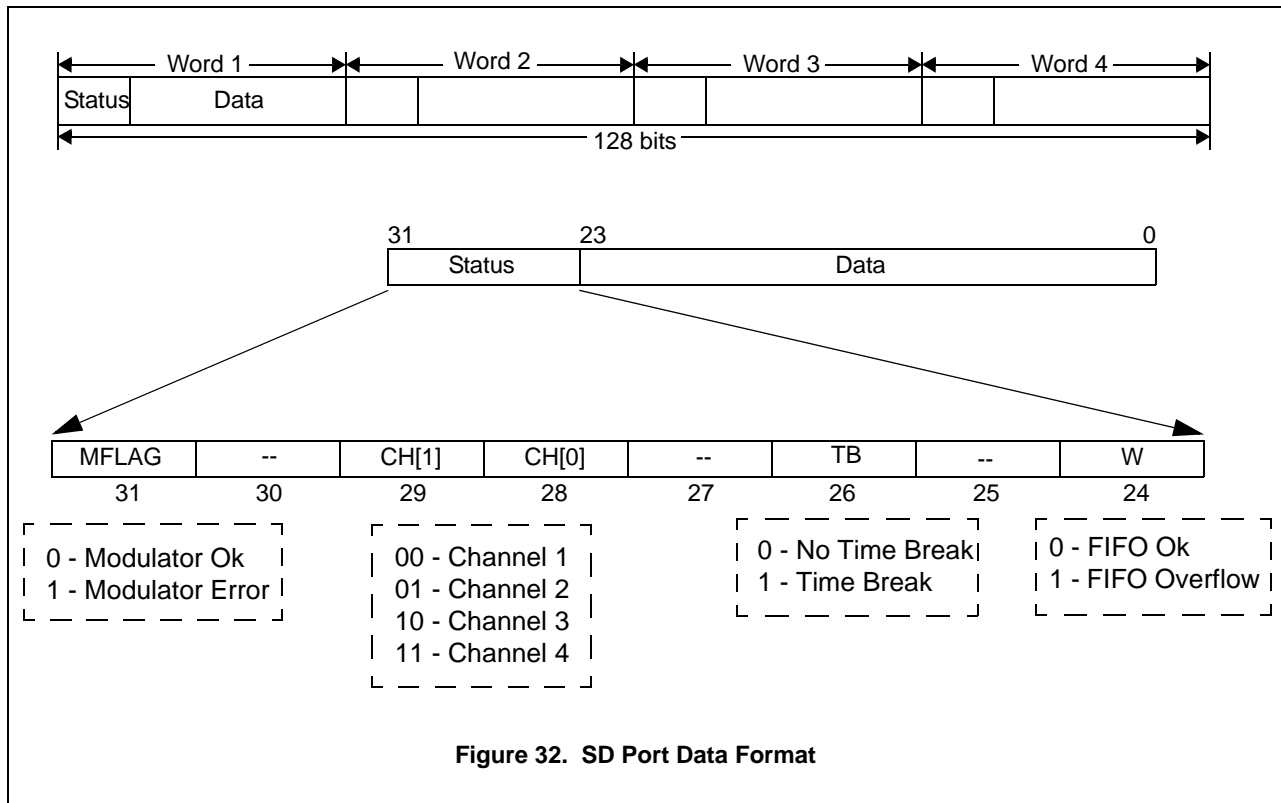 Word 1 Word 2 Word 3 Word 4
Status Data
128 bits
31 23 0
Status Data
MFLAG -- CH[1] CH[0] -- TB -- W
31 30 29 28 27 26 25 24
0 - Modulator Ok
1 - Modulator Error
00 - Channel 1
01 - Channel 2
10 - Channel 3
11 - Channel 4
0 - No Time Break
1 - Time Break
0 - FIFO Ok
1 - FIFO Overflow
Figure 32. SD Port Data Format